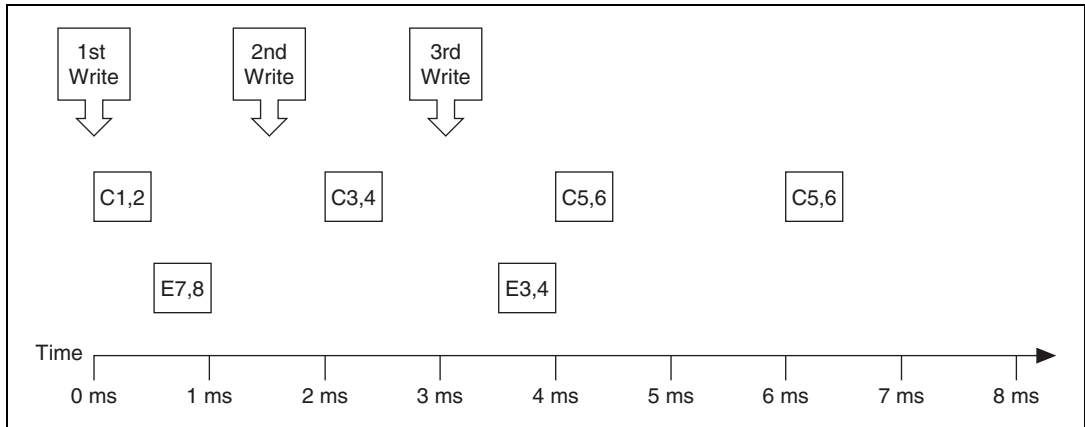 1st
Write
2nd
Write
3rd
Write
C1,2
C3,4
C5,6
C5,6
E7,8
E3,4
Time
0 ms
1 ms
2 ms
3 ms
4 ms
5 ms
6 ms
7 ms
8 ms